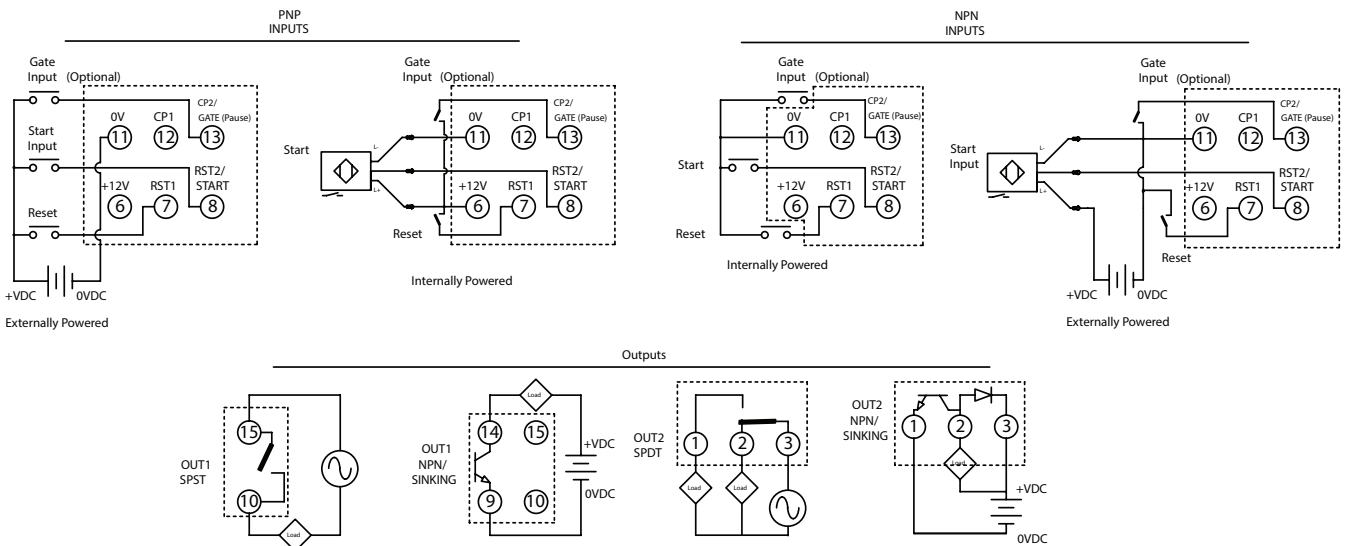 PNP
INPUTS
NPN
INPUTS
Gate
Input
(Optional)
Start
Input
Reset
0V
CP1
CP2/
GATE (Pause)
11
12
13
+12V
RST1
RST2/
START
6
7
8
+VDC
0VDC
Externally Powered
Gate
Input
(Optional)
Start
L-
L+
Reset
0V
CP1
CP2/
GATE (Pause)
11
12
13
+12V
RST1
RST2/
START
6
7
8
Internally Powered
Gate
Input
(Optional)
Start
Reset
0V
CP1
CP2/
GATE (Pause)
11
12
13
+12V
RST1
RST2/
START
6
7
8
Internally Powered
Gate
Input
(Optional)
Start
Input
L-
L+
Reset
0V
CP1
CP2/
GATE (Pause)
11
12
13
+12V
RST1
RST2/
START
6
7
8
+VDC
0VDC
Externally Powered
Outputs
OUT1
SPST
15
10
Load
OUT1
NPN/
SINKING
14
15
9
10
Load
+VDC
0VDC
OUT2
SPDT
1
2
3
Load
Load
OUT2
NPN/
SINKING
1
2
3
Load
+VDC
0VDC